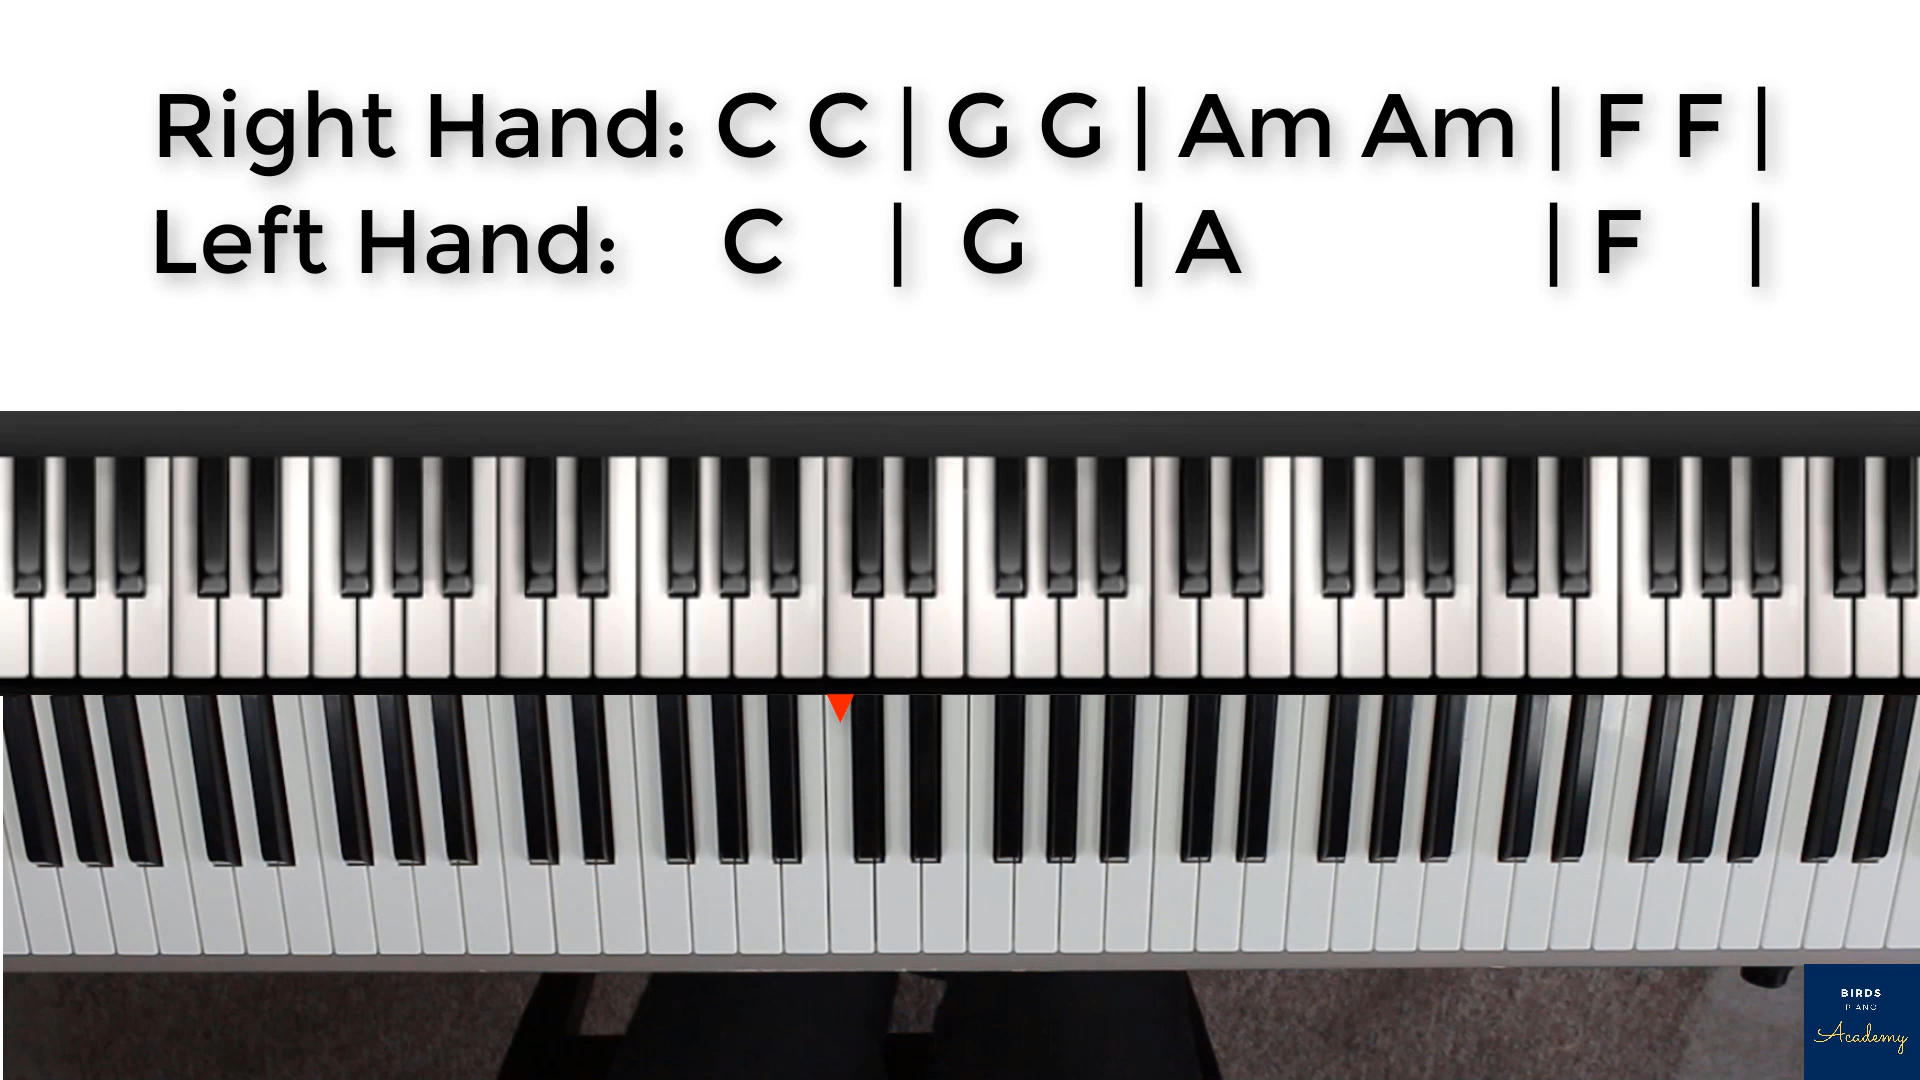 Right Hand: C C | G G | Am Am | F F |
Left Hand: C | G | A | F |
BIRDS
PIANO
Academy